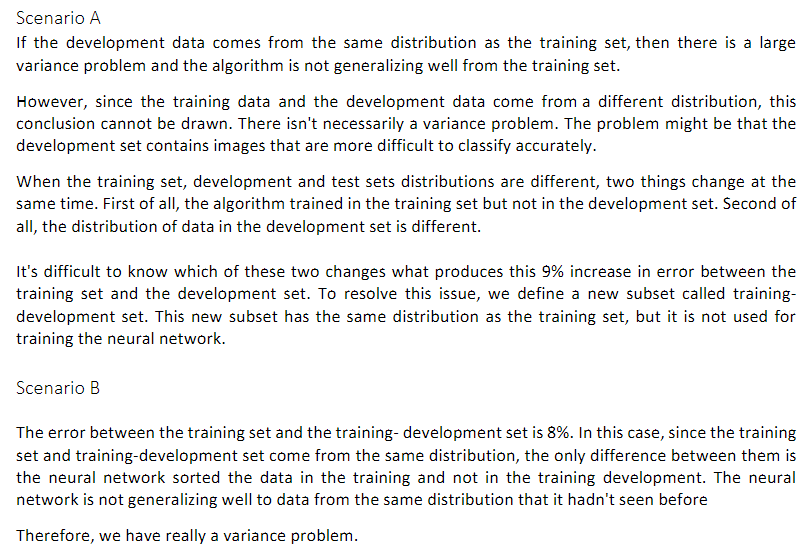 Scenario A
If the development data comes from the same distribution as the training set, then there is a large
variance problem and the algorithm is not generalizing well from the training set.
However, since the training data and the development data come from a different distribution, this
conclusion cannot be drawn. There isn't necessarily a variance problem. The problem might be that the
development set contains images that are more difficult to classify accurately.
When the training set, development and test sets distributions are different, two things change at the
same time. First of all, the algorithm trained in the training set but not in the development set. Second of
all, the distribution of data in the development set is different.
It's difficult to know which of these two changes what produces this 9% increase in error between the
training set and the development set. To resolve this issue, we define a new subset called training-
development set. This new subset has the same distribution as the training set, but it is not used for
training the neural network.
Scenario B
The error between the training set and the training- development set is 8%. In this case, since the training
set and training-development set come from the same distribution, the only difference between them is
the neural network sorted the data in the training and not in the training development. The neural
network is not generalizing well to data from the same distribution that it hadn't seen before
Therefore, we have really a variance problem.